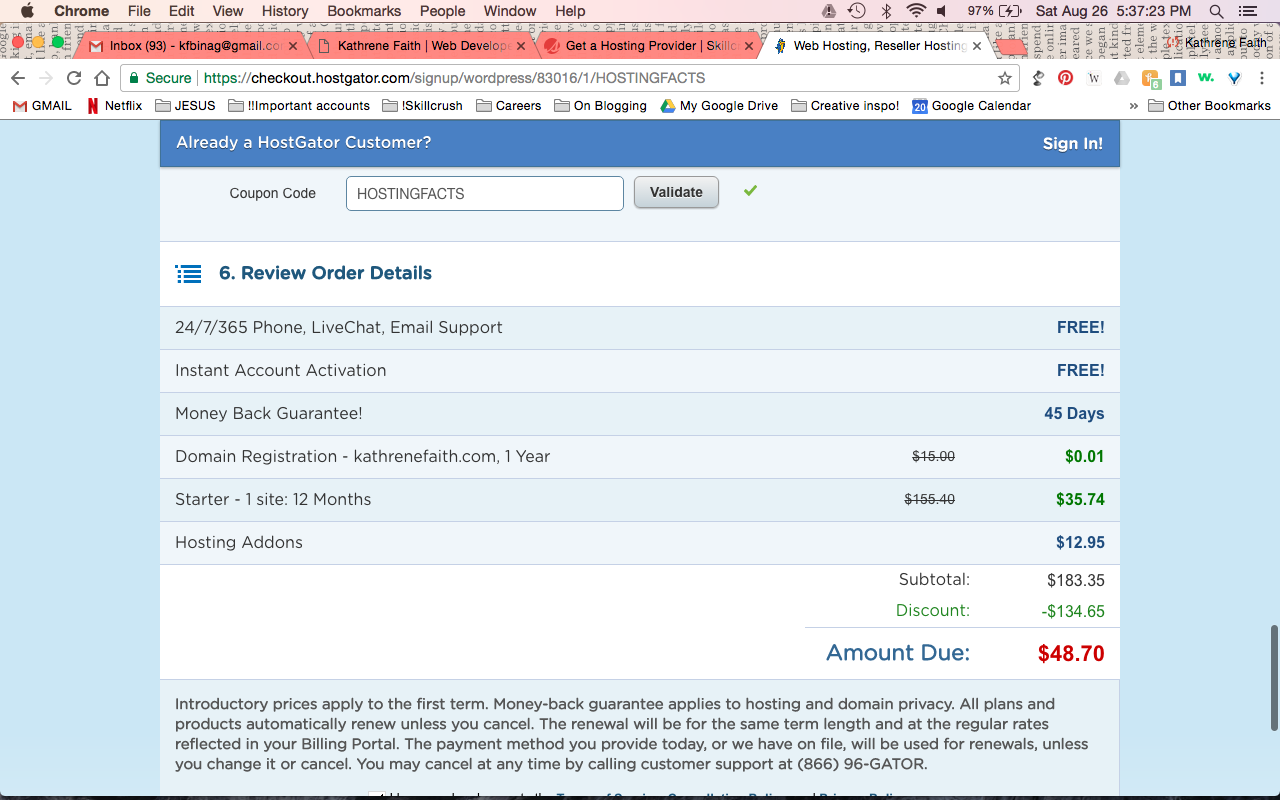 Chrome File Edit View History Bookmarks People Window Help 97% Sat Aug 26 5:37:23 PM
Inbox (93) - kfbinag@gmail.co Kathrene Faith | Web Develope Get a Hosting Provider | Skillc Web Hosting, Reseller Hosting Kathrene Faith
Secure https://checkout.hostgator.com/signup/wordpress/83016/1/HOSTINGFACTS
GMAIL Netflix JESUS !!Important accounts !Skillcrush Careers On Blogging My Google Drive Creative inspo! 20 Google Calendar » Other Bookmarks
Already a HostGator Customer? Sign In!
Coupon Code HOSTINGFACTS Validate
6. Review Order Details
24/7/365 Phone, LiveChat, Email Support FREE!
Instant Account Activation FREE!
Money Back Guarantee! 45 Days
Domain Registration - kathrenefaith.com, 1 Year $15.00 $0.01
Starter - 1 site: 12 Months $155.40 $35.74
Hosting Addons $12.95
Subtotal: $183.35
Discount: -$134.65
Amount Due: $48.70
Introductory prices apply to the first term. Money-back guarantee applies to hosting and domain privacy. All plans and
products automatically renew unless you cancel. The renewal will be for the same term length and at the regular rates
reflected in your Billing Portal. The payment method you provide today, or we have on file, will be used for renewals, unless
you change it or cancel. You may cancel at any time by calling customer support at (866) 96-GATOR.